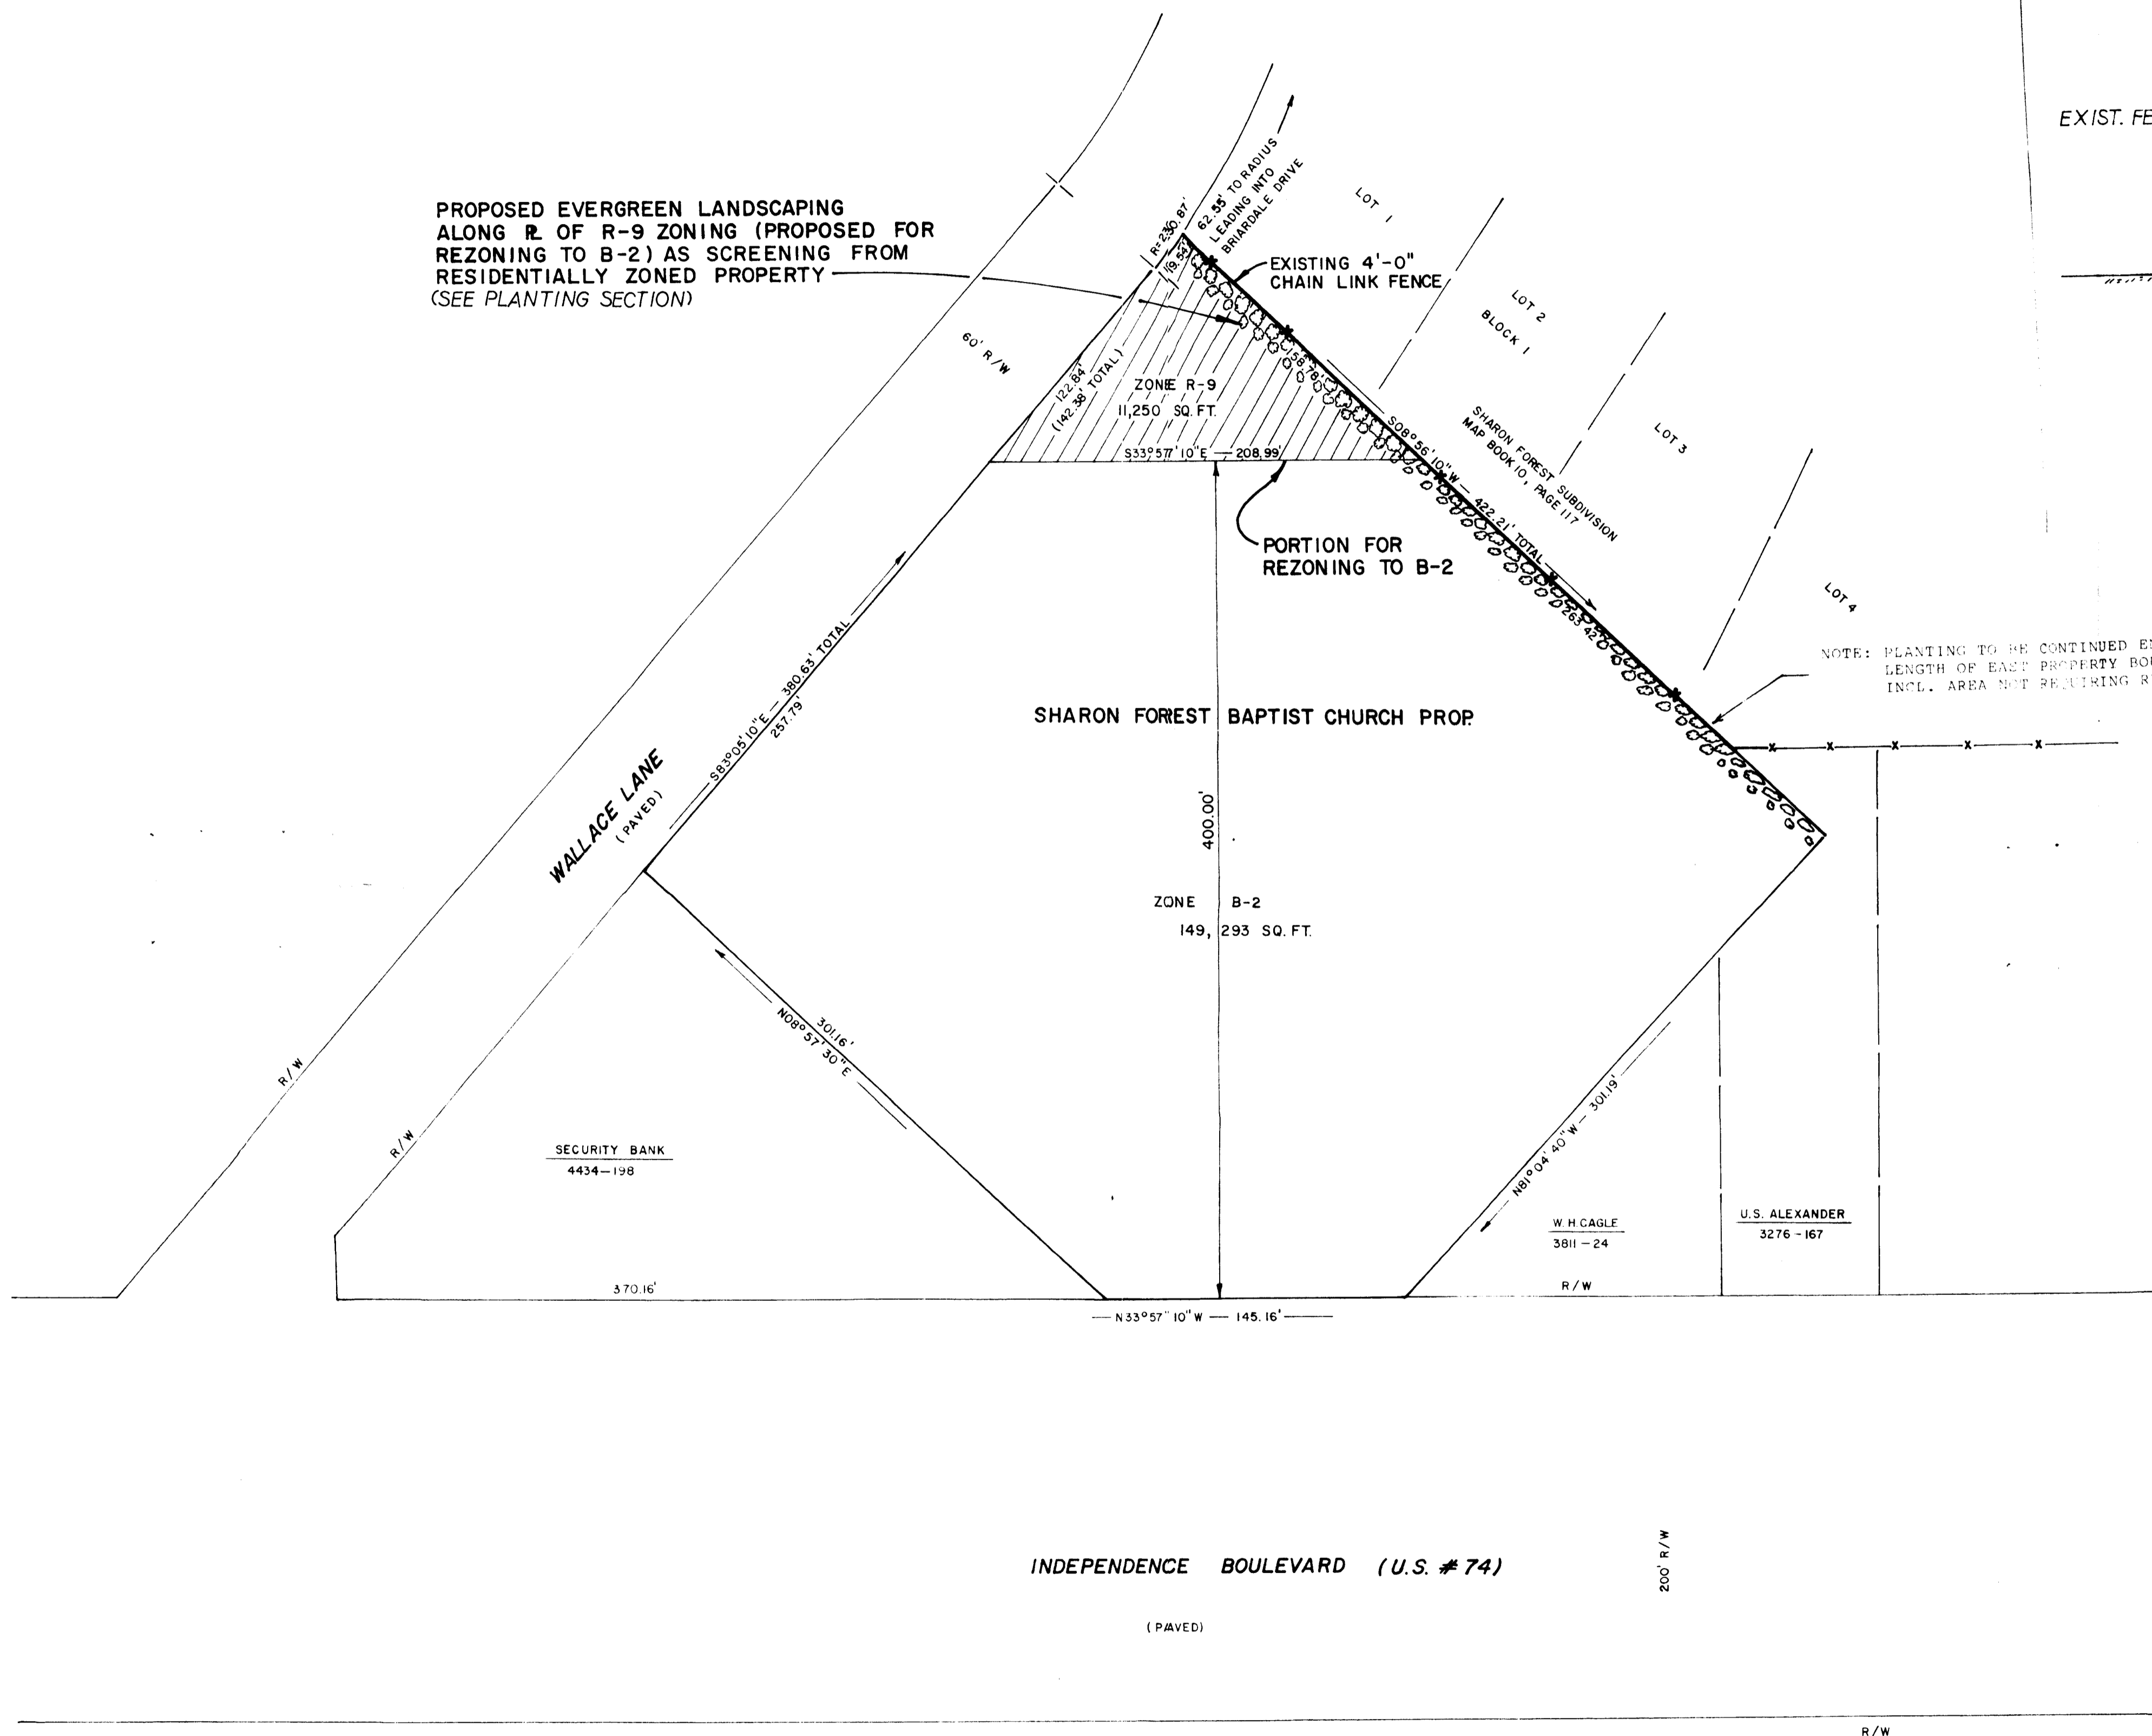 EXIST. FE
PROPOSED EVERGREEN LANDSCAPING
ALONG PL OF R-9 ZONING (PROPOSED FOR
REZONING TO B-2) AS SCREENING FROM
RESIDENTIALLY ZONED PROPERTY
(SEE PLANTING SECTION)
R=230.87'
19.54'
62.55' TO RADIUS
LEADING INTO
BRIARDALE DRIVE
LOT 1
EXISTING 4'-0"
CHAIN LINK FENCE
LOT 2
BLOCK 1
LOT 3
SHARON FOREST SUBDIVISION
MAP BOOK 10, PAGE 117
LOT 4
60' R/W
122.84'
(142.38' TOTAL)
ZONE R-9
11,250 SQ. FT.
158.78'
S33°57'10"E — 208.99'
S08°56'10"W — 422.21' TOTAL
263.42'
PORTION FOR
REZONING TO B-2
NOTE: PLANTING TO BE CONTINUED
LENGTH OF EAST PROPERTY
INCL. AREA NOT REQUIRING
S83°05'10"E — 380.63' TOTAL
257.79'
SHARON FOREST BAPTIST CHURCH PROP.
WALLACE LANE
(PAVED)
400.00'
ZONE B-2
149,293 SQ. FT.
301.16'
N08°57'30"E
N81°04'40"W — 301.19'
R/W
R/W
SECURITY BANK
4434-198
W. H. CAGLE
3811-24
U.S. ALEXANDER
3276-167
370.16'
R/W
N33°57"10"W — 145.16'
INDEPENDENCE BOULEVARD (U.S. #74)
(PAVED)
200' R/W
R/W